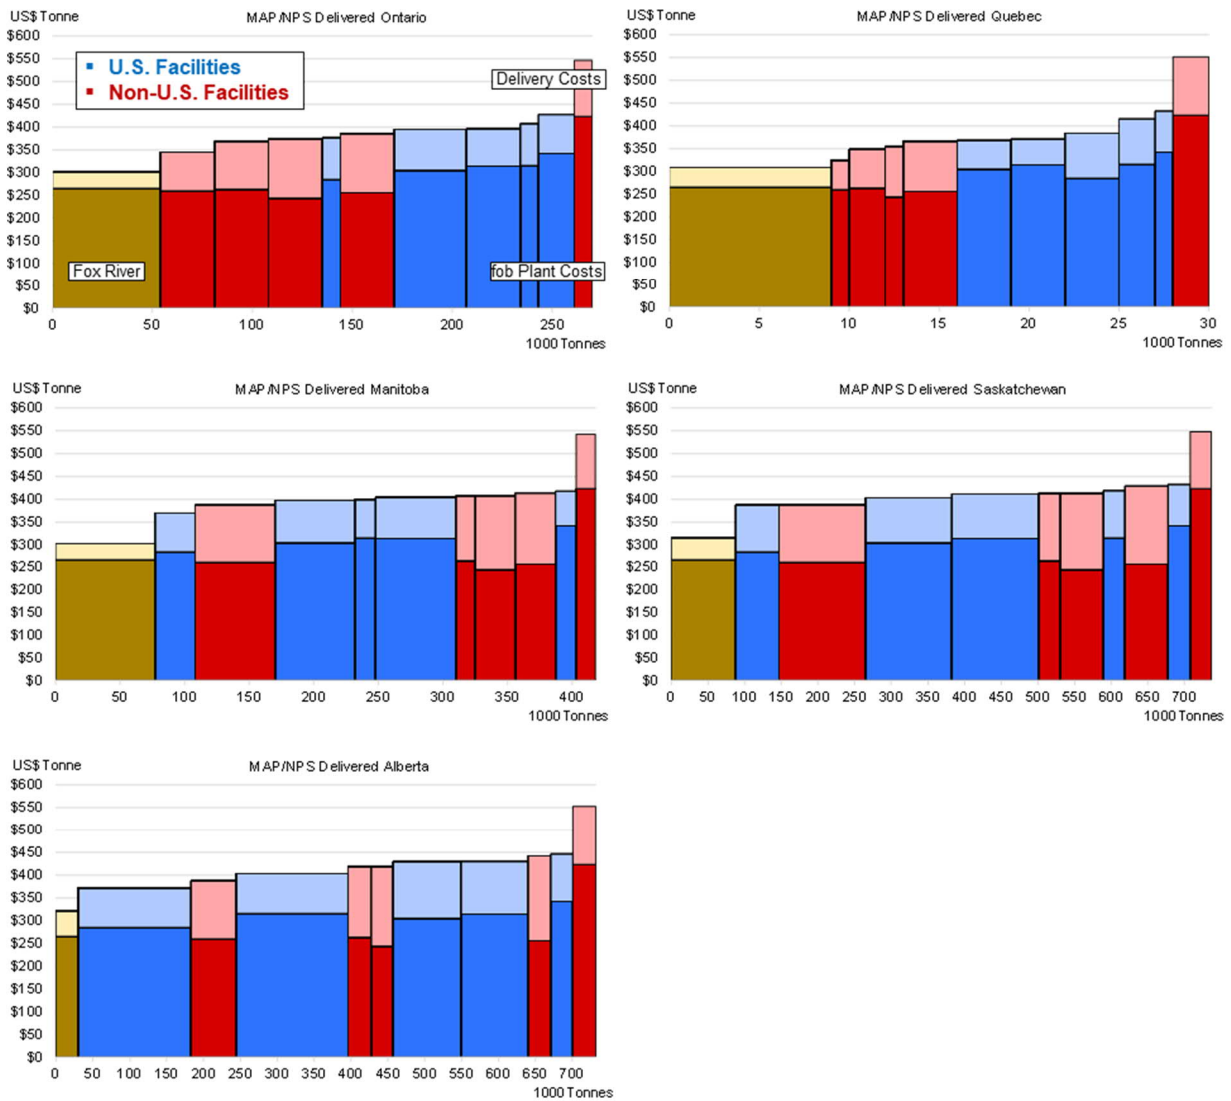 US$ Tonne
MAP/NPS Delivered Ontario
$600
$550
$500
$450
$400
$350
$300
$250
$200
$150
$100
$50
$0
U.S. Facilities
Non-U.S. Facilities
Delivery Costs
Fox River
fob Plant Costs
0 50 100 150 200 250
1000 Tonnes
US$ Tonne
MAP/NPS Delivered Quebec
$600
$550
$500
$450
$400
$350
$300
$250
$200
$150
$100
$50
$0
0 5 10 15 20 25 30
1000 Tonnes
US$ Tonne
MAP/NPS Delivered Manitoba
$600
$550
$500
$450
$400
$350
$300
$250
$200
$150
$100
$50
$0
0 50 100 150 200 250 300 350 400
1000 Tonnes
US$ Tonne
MAP/NPS Delivered Saskatchewan
$600
$550
$500
$450
$400
$350
$300
$250
$200
$150
$100
$50
$0
0 50 100 150 200 250 300 350 400 450 500 550 600 650 700
1000 Tonnes
US$ Tonne
MAP/NPS Delivered Alberta
$600
$550
$500
$450
$400
$350
$300
$250
$200
$150
$100
$50
$0
0 50 100 150 200 250 300 350 400 450 500 550 600 650 700
1000 Tonnes